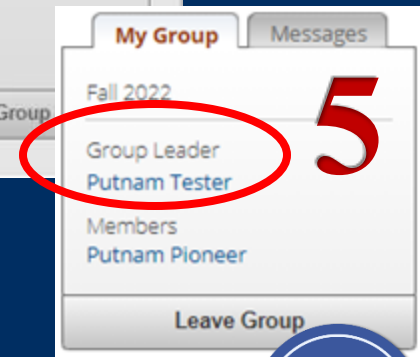 My Group Messages
Fall 2022
5
Group
Group Leader
Putnam Tester
Members
Putnam Pioneer
Leave Group